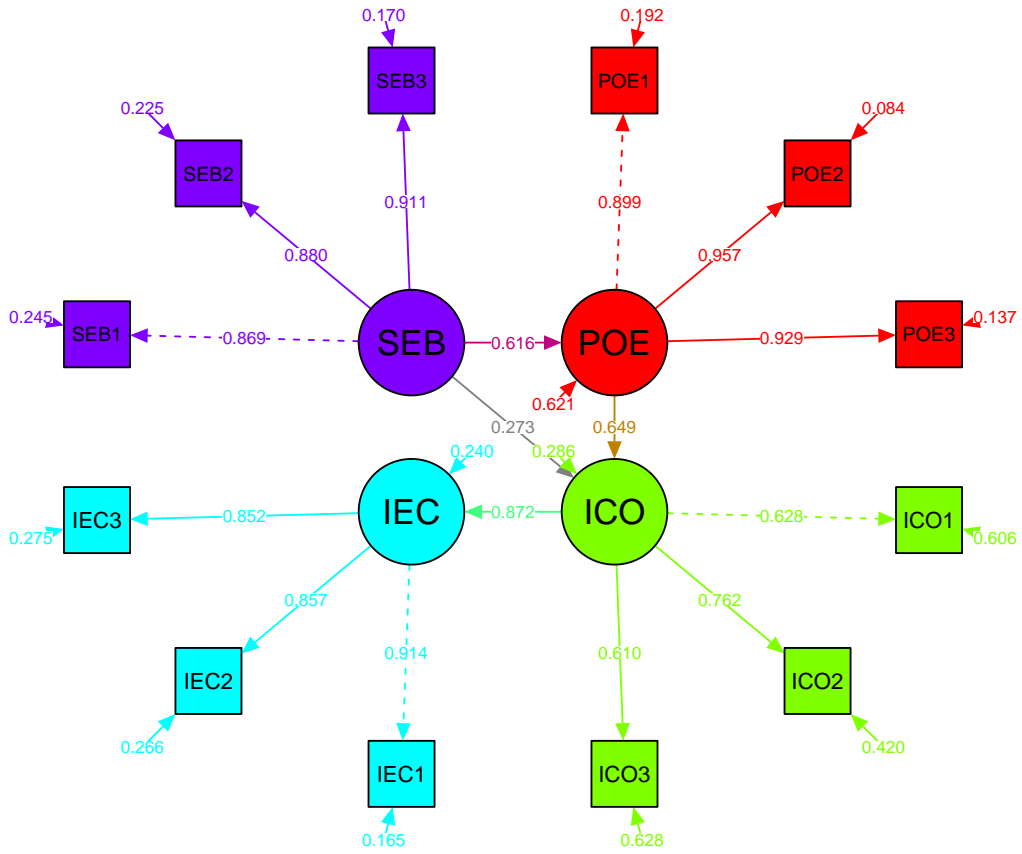 0.170
0.192
SEB3
POE1
0.225
0.084
SEB2
POE2
0.911
0.899
0.880
0.957
0.245
SEB1
0.869
SEB
0.616
POE
0.929
POE3
0.137
0.621
0.273
0.649
0.240
0.286
IEC3
0.852
IEC
0.872
ICO
0.628
ICO1
0.275
0.606
0.857
0.762
0.914
0.610
IEC2
ICO2
0.266
0.420
IEC1
ICO3
0.165
0.628